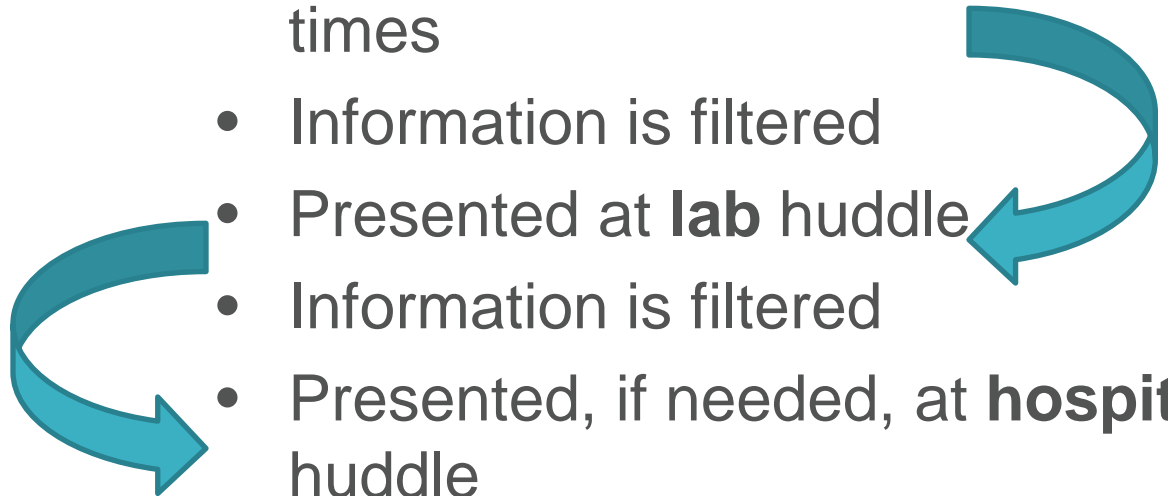 times
• Information is filtered
• Presented at lab huddle
• Information is filtered
• Presented, if needed, at hospit
huddle